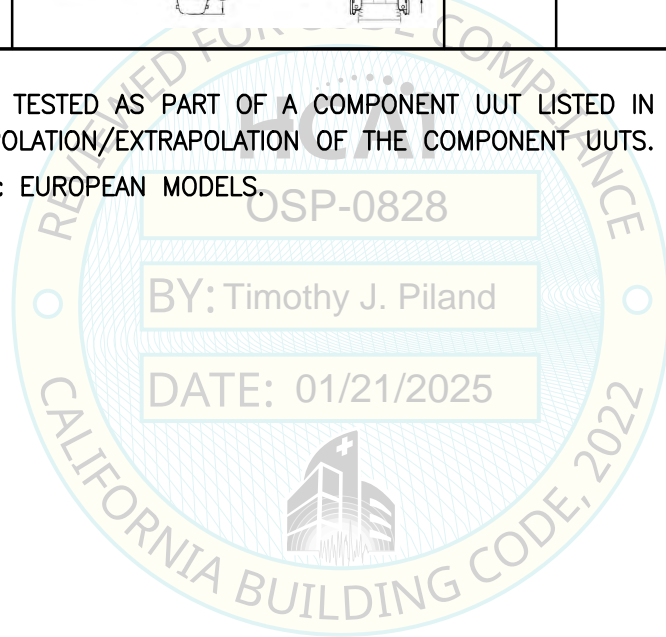 TESTED AS PART OF A COMPONENT UUT LISTED IN
POLATION/EXTRAPOLATION OF THE COMPONENT UUTS.
EUROPEAN MODELS.
REVIEWED FOR CODE COMPLIANCE
HCAI
OSP-0828
BY: Timothy J. Piland
DATE: 01/21/2025
CALIFORNIA BUILDING CODE, 2022